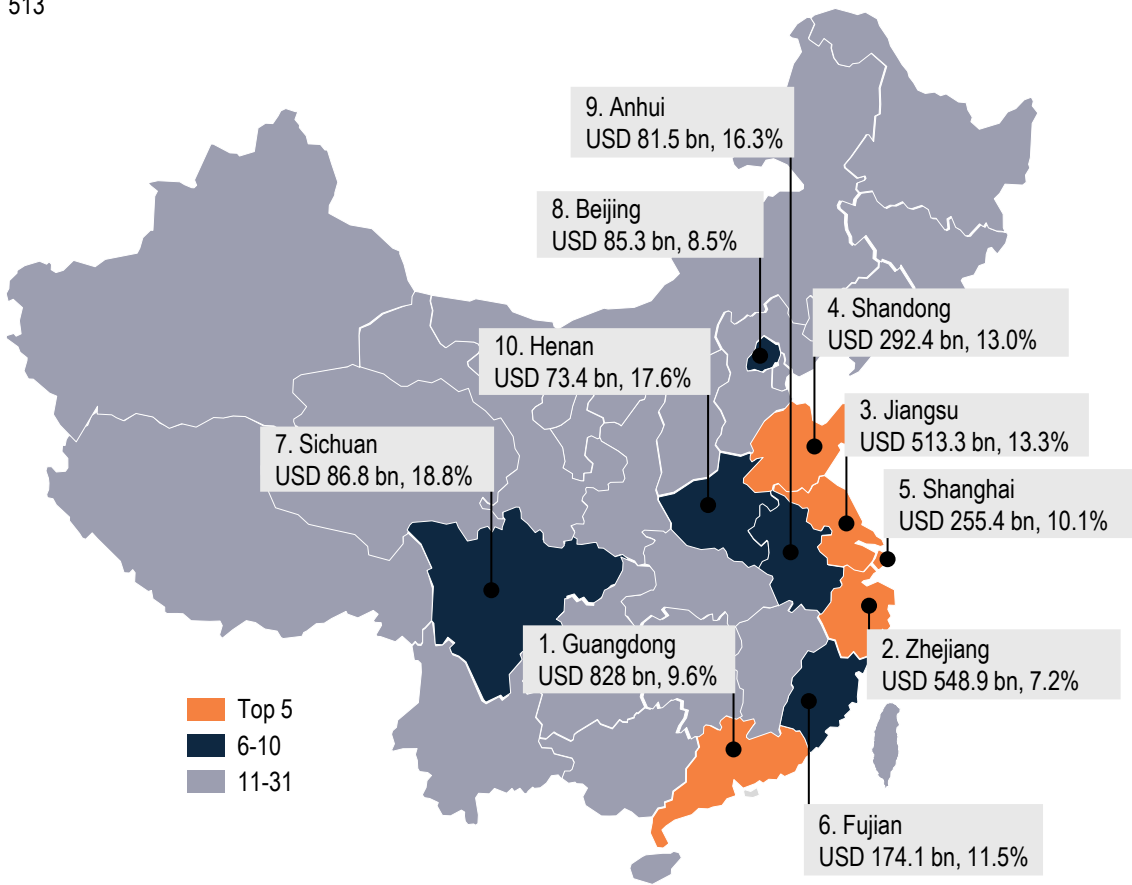 513
9. Anhui
USD 81.5 bn, 16.3%
8. Beijing
USD 85.3 bn, 8.5%
4. Shandong
USD 292.4 bn, 13.0%
10. Henan
USD 73.4 bn, 17.6%
3. Jiangsu
USD 513.3 bn, 13.3%
7. Sichuan
USD 86.8 bn, 18.8%
5. Shanghai
USD 255.4 bn, 10.1%
1. Guangdong
USD 828 bn, 9.6%
2. Zhejiang
USD 548.9 bn, 7.2%
Top 5
6-10
11-31
6. Fujian
USD 174.1 bn, 11.5%